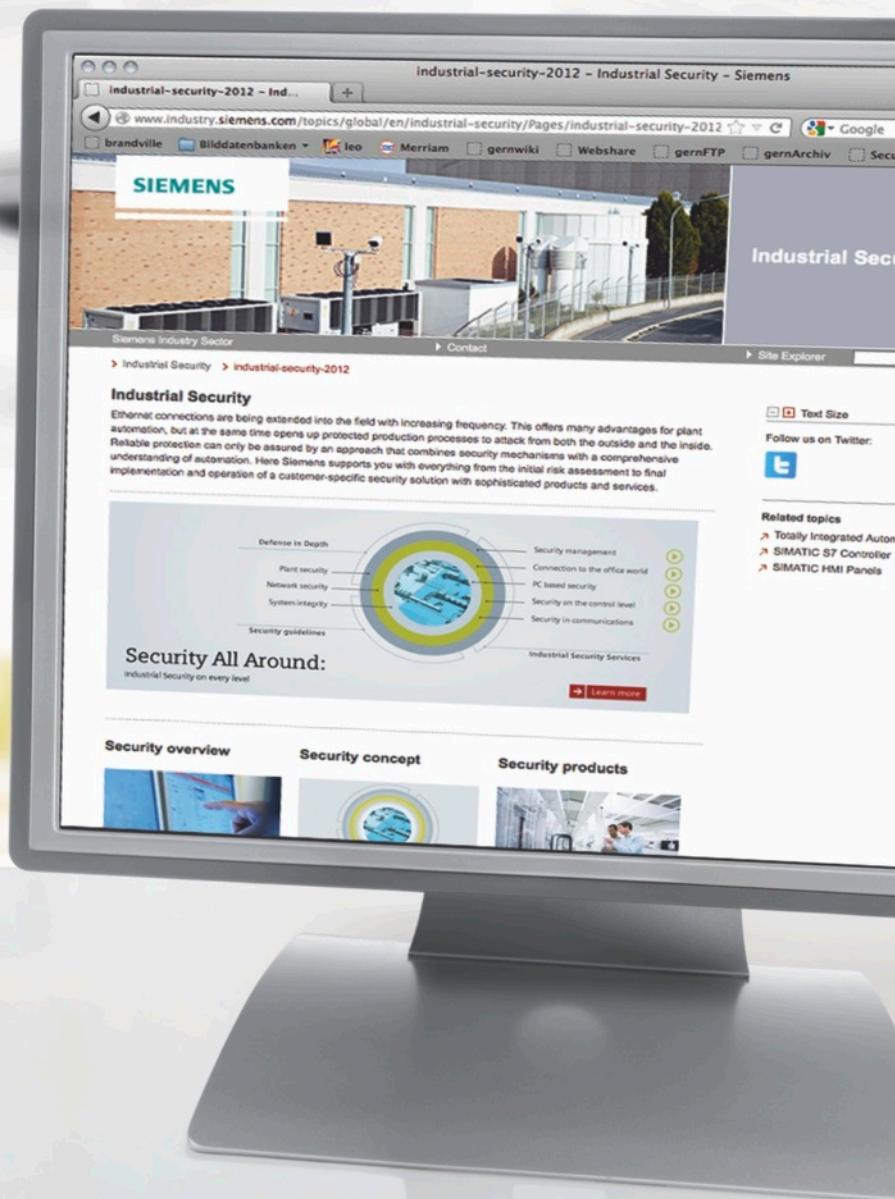 industrial-security-2012 – Industrial Security – Siemens
industrial-security-2012 – Ind...
www.industry.siemens.com/topics/global/en/industrial-security/Pages/industrial-security-2012
Google
brandville Bilddatenbanken leo Merriam gernwiki Webshare gernFTP gernArchiv Secu
SIEMENS
Industrial Secu
Siemens Industry Sector
Contact
Site Explorer
Industrial Security
industrial-security-2012
Industrial Security
Ethernet connections are being extended into the field with increasing frequency. This offers many advantages for plant
automation, but at the same time opens up protected production processes to attack from both the outside and the inside.
Reliable protection can only be assured by an approach that combines security mechanisms with a comprehensive
understanding of automation. Here Siemens supports you with everything from the initial risk assessment to final
implementation and operation of a customer-specific security solution with sophisticated products and services.
Text Size
Follow us on Twitter:
Related topics
Totally Integrated Autom
SIMATIC S7 Controller
SIMATIC HMI Panels
Defense in Depth
Plant security
Network security
System integrity
Security guidelines
Security management
Connection to the office world
PC based security
Security on the control level
Security in communications
Industrial Security Services
Security All Around:
Industrial Security on every level
Learn more
Security overview
Security concept
Security products